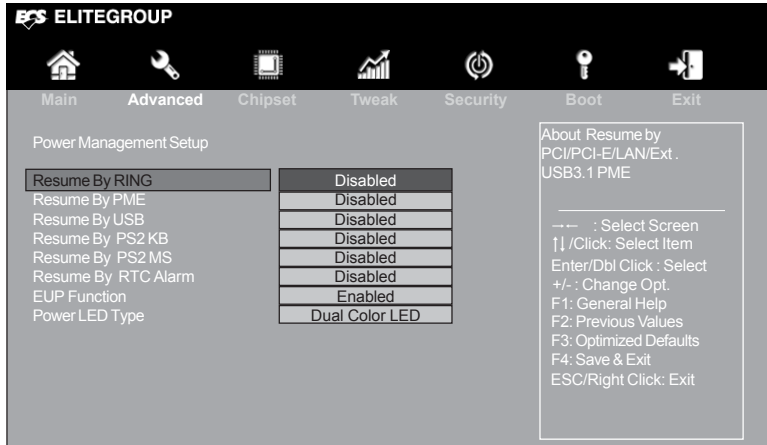 ECS ELITEGROUP
Main Advanced Chipset Tweak Security Boot Exit
Power Management Setup
Resume By RING Disabled
Resume By PME Disabled
Resume By USB Disabled
Resume By PS2 KB Disabled
Resume By PS2 MS Disabled
Resume By RTC Alarm Disabled
EUP Function Enabled
Power LED Type Dual Color LED
About Resume by
PCI/PCI-E/LAN/Ext .
USB3.1 PME
→← : Select Screen
↑↓/Click: Select Item
Enter/Dbl Click : Select
+/- : Change Opt.
F1: General Help
F2: Previous Values
F3: Optimized Defaults
F4: Save & Exit
ESC/Right Click: Exit